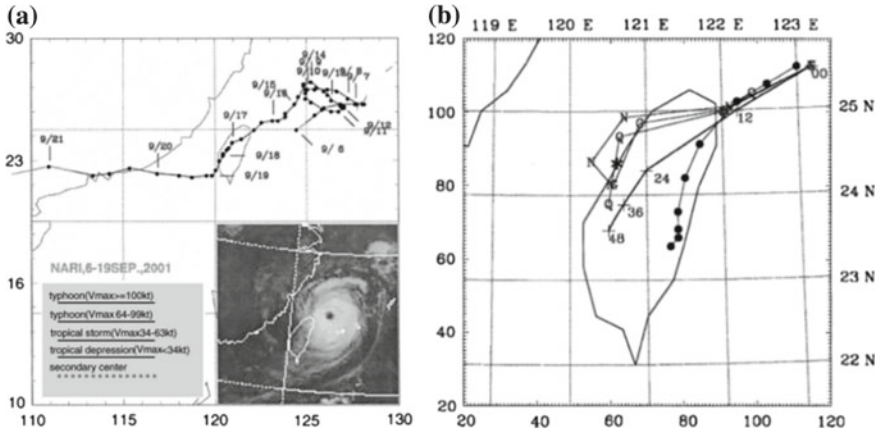 (a)
30
23
16
10
110
115
120
125
130
9/14
9/10
9/15
9/16
9/17
9/18
9/19
9/20
9/21
9/ 6
9/11
9/12
NARI,6-19SEP.,2001
typhoon(Vmax>=100kt)
typhoon(Vmax 64-99kt)
tropical storm(Vmax34-63kt)
tropical depression(Vmax<34kt)
secondary center
(b)
119 E
120 E
121 E
122 E
123 E
120
100
80
60
40
20
20
40
60
80
100
120
25 N
24 N
23 N
22 N
00
12
24
36
48
N
N
Q
Q
Q
Q